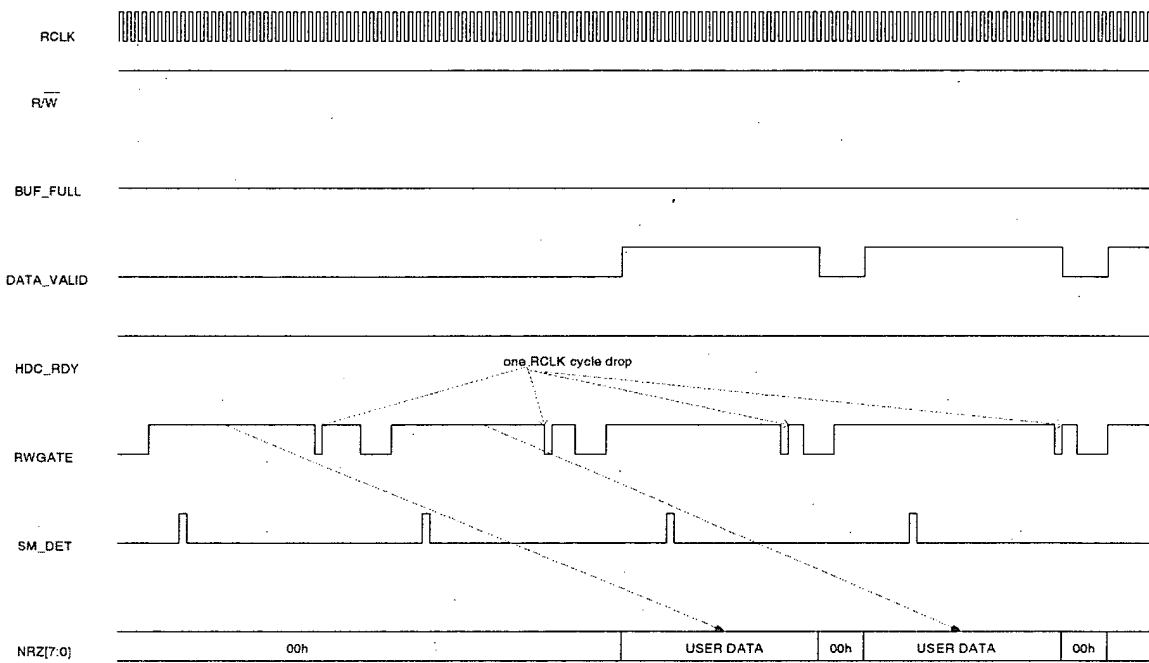 RCLK
R/W̅
BUF_FULL
DATA_VALID
HDC_RDY
one RCLK cycle drop
RWGATE
SM_DET
NRZ[7:0]
00h
USER DATA
00h
USER DATA
00h